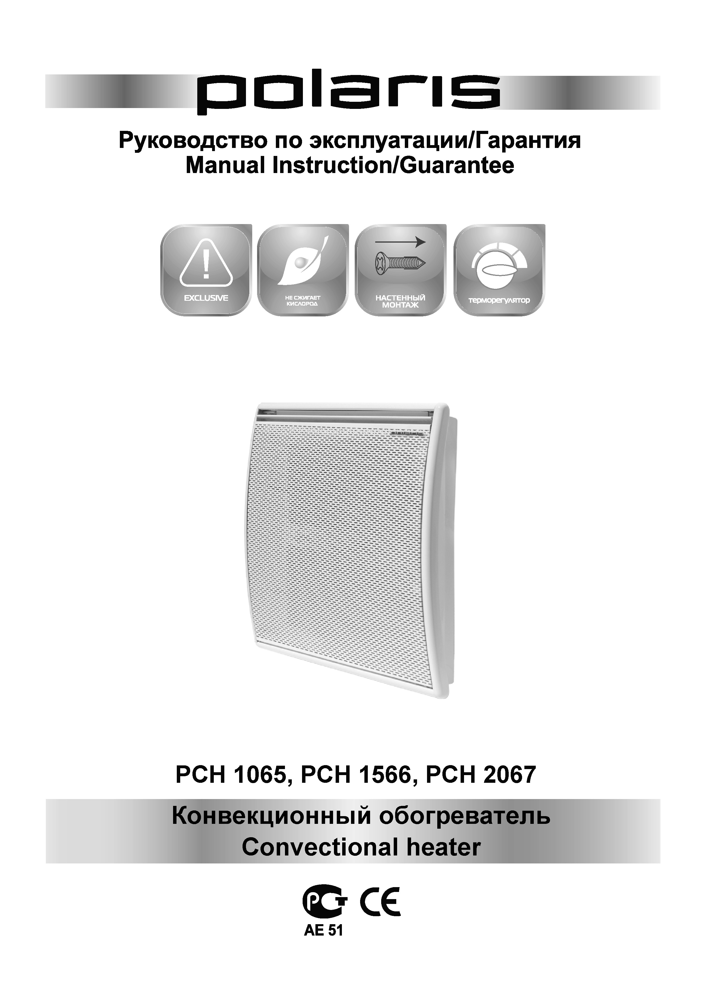 polaris
Руководство по эксплуатации/Гарантия
Manual Instruction/Guarantee
EXCLUSIVE
НЕ СЖИГАЕТ
КИСЛОРОД
НАСТЕННЫЙ
МОНТАЖ
терморегулятор
polaris
PCH 1065, PCH 1566, PCH 2067
Конвекционный обогреватель
Convectional heater
РСТ CE
АЕ 51